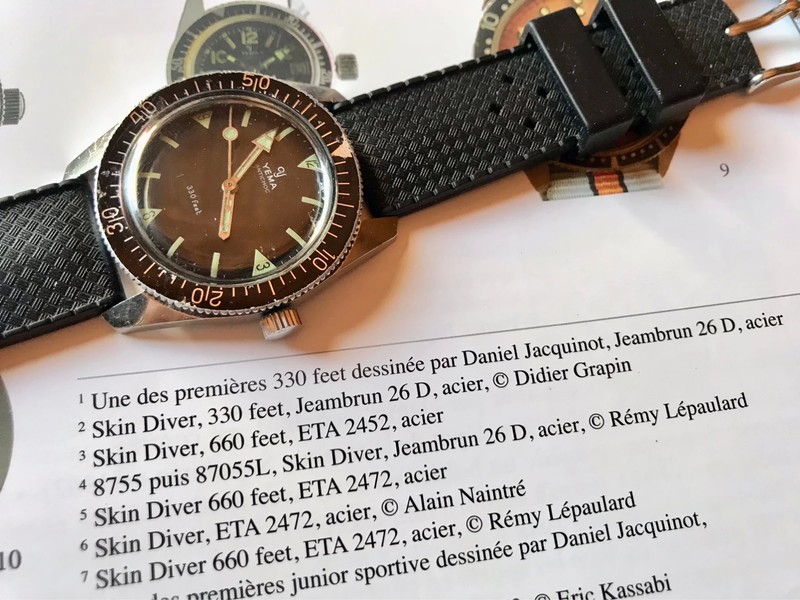 50
40
30
20
10
12
3
YEMA
330 feet
9
1 Une des premières 330 feet dessinée par Daniel Jacquinot, Jeambrun 26 D, acier
2 Skin Diver, 330 feet, Jeambrun 26 D, acier, © Didier Grapin
3 Skin Diver, 660 feet, ETA 2452, acier
4 8755 puis 87055L, Skin Diver, Jeambrun 26 D, acier, © Rémy Lépaulard
5 Skin Diver 660 feet, ETA 2472, acier
6 Skin Diver, ETA 2472, acier, © Alain Naintré
7 Skin Diver 660 feet, ETA 2472, acier, © Rémy Lépaulard
premières junior sportive dessinée par Daniel Jacquinot,
© Eric Kassabi
10